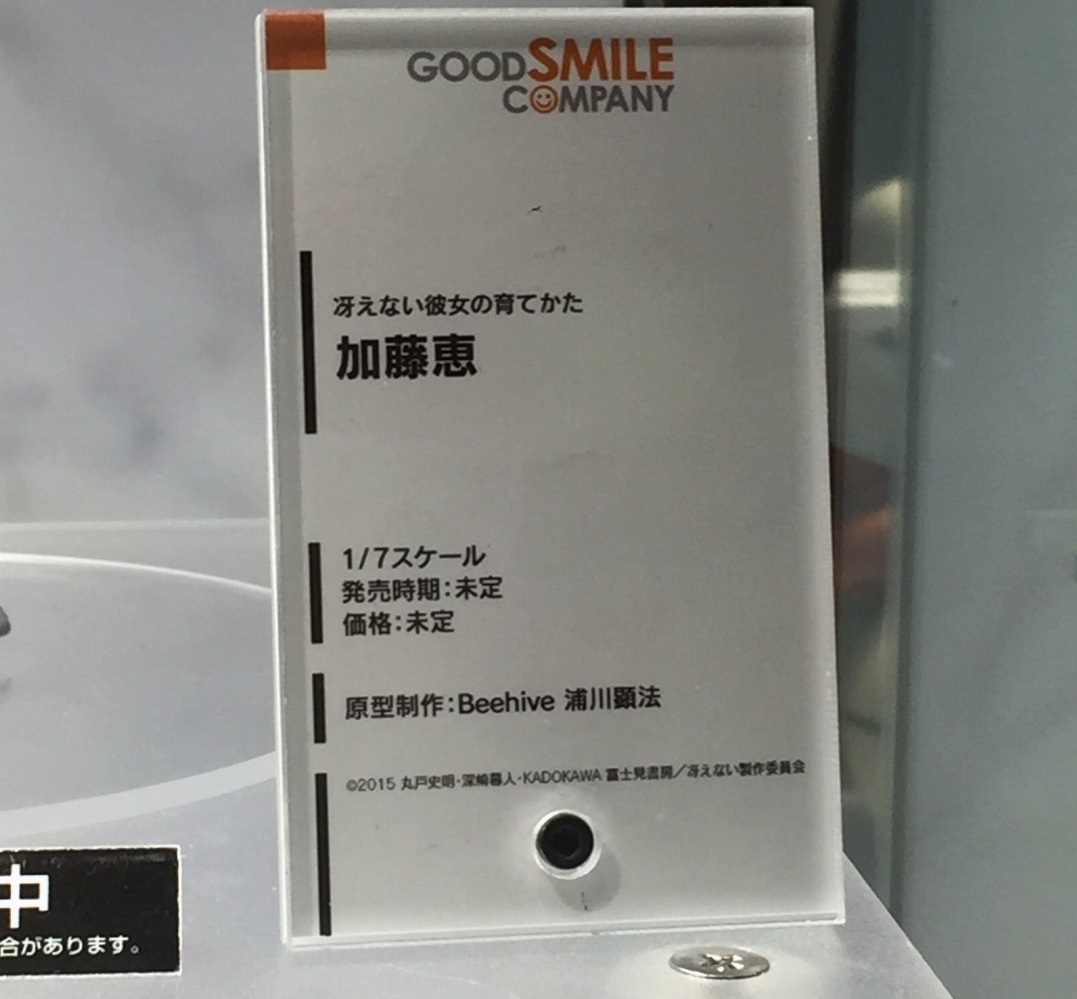 GOODSMILE
COMPANY
冴えない彼女の育てかた
加藤恵
1/7スケール
発売時期:未定
価格:未定
原型制作:Beehive 浦川顕法
©2015 丸戸史明・深崎暮人・KADOKAWA 富士見書房／冴えない製作委員会
中
合があります。